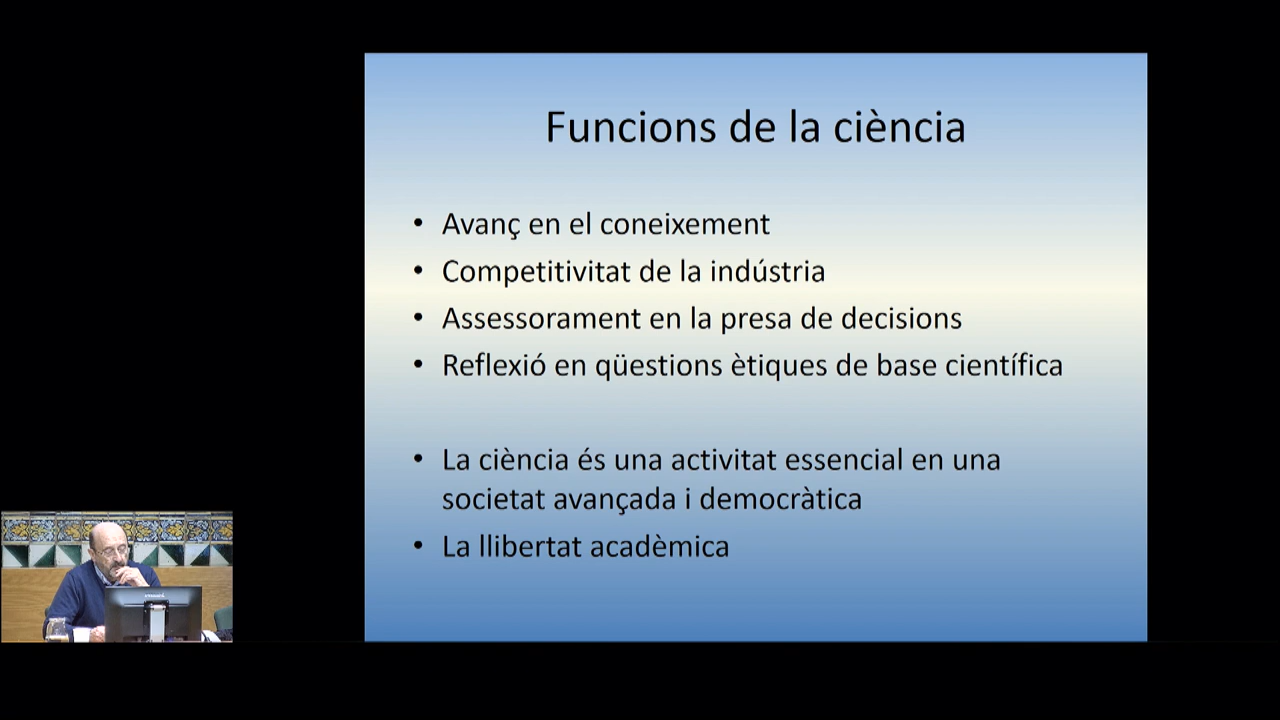 Funcions de la ciència
• Avanç en el coneixement
• Competitivitat de la indústria
• Assessorament en la presa de decisions
• Reflexió en qüestions ètiques de base científica
• La ciència és una activitat essencial en una
societat avançada i democràtica
• La llibertat acadèmica